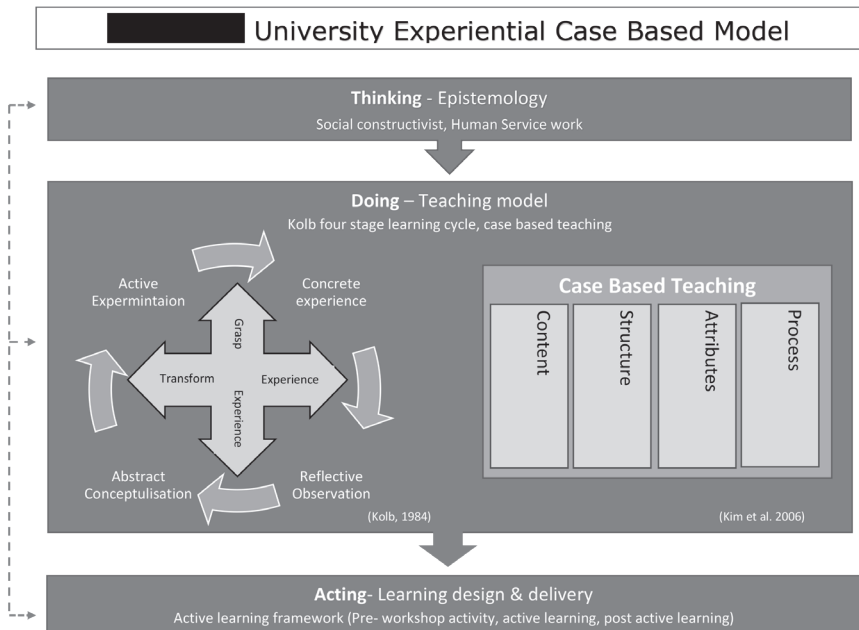 University Experiential Case Based Model
Thinking - Epistemology
Social constructivist, Human Service work
Doing – Teaching model
Kolb four stage learning cycle, case based teaching
Active
Expermintaion
Concrete
experience
Grasp
Transform
Experience
Experience
Abstract
Conceptulisation
Reflective
Observation
(Kolb, 1984)
Case Based Teaching
Content
Structure
Attributes
Process
(Kim et al. 2006)
Acting- Learning design & delivery
Active learning framework (Pre- workshop activity, active learning, post active learning)